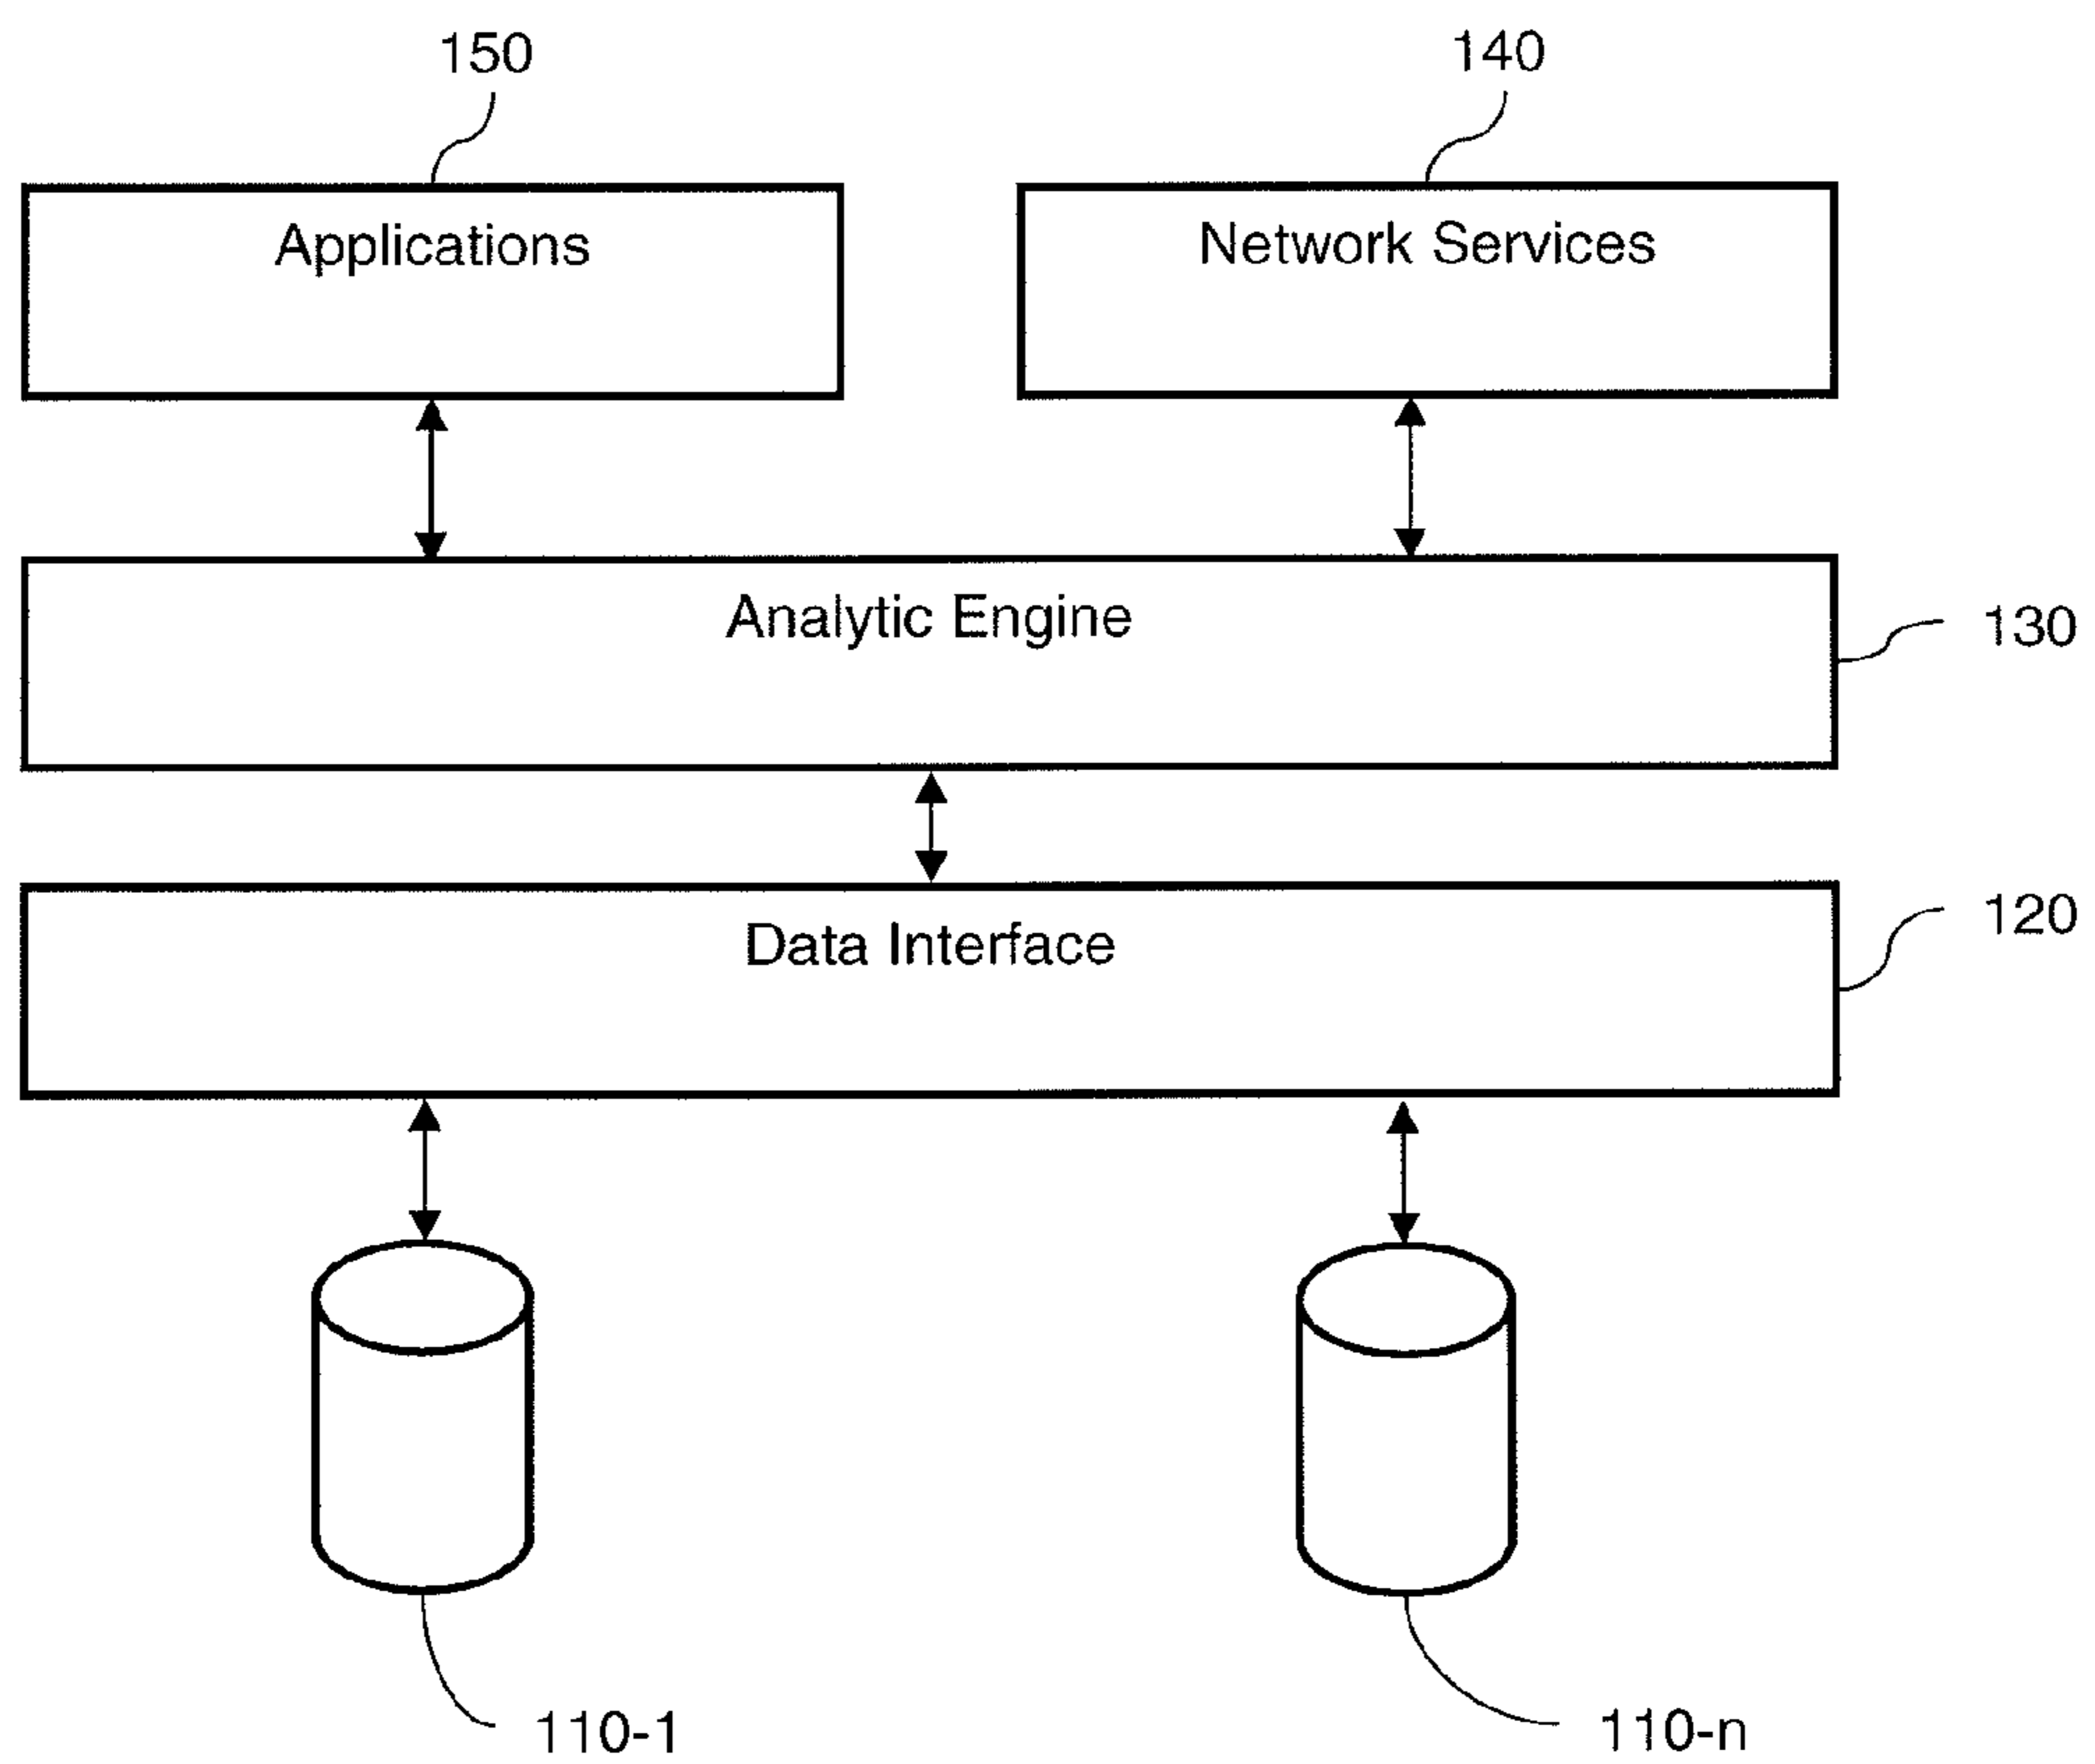 150
140
Applications
Network Services
Analytic Engine
130
Data Interface
120
110-1
110-n